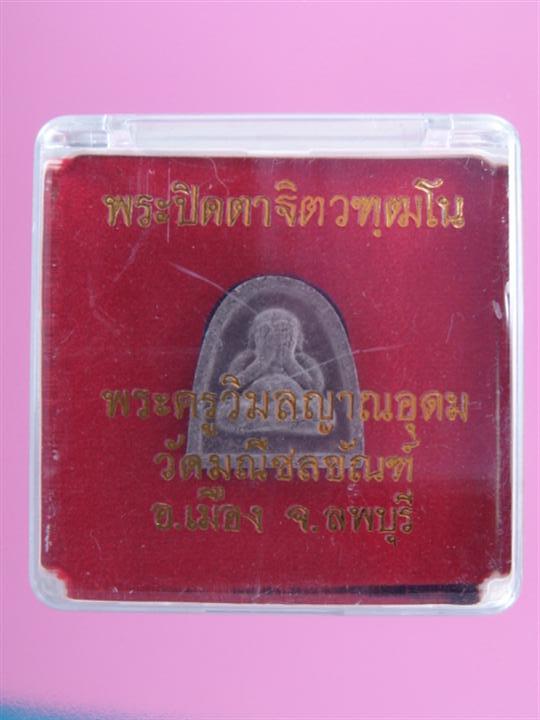 พระปิดตาจิตวฑฺฒโน
พระครูวิมลญาณอุดม
วัดมณีชลขัณฑ์
อ.เมือง จ.ลพบุรี